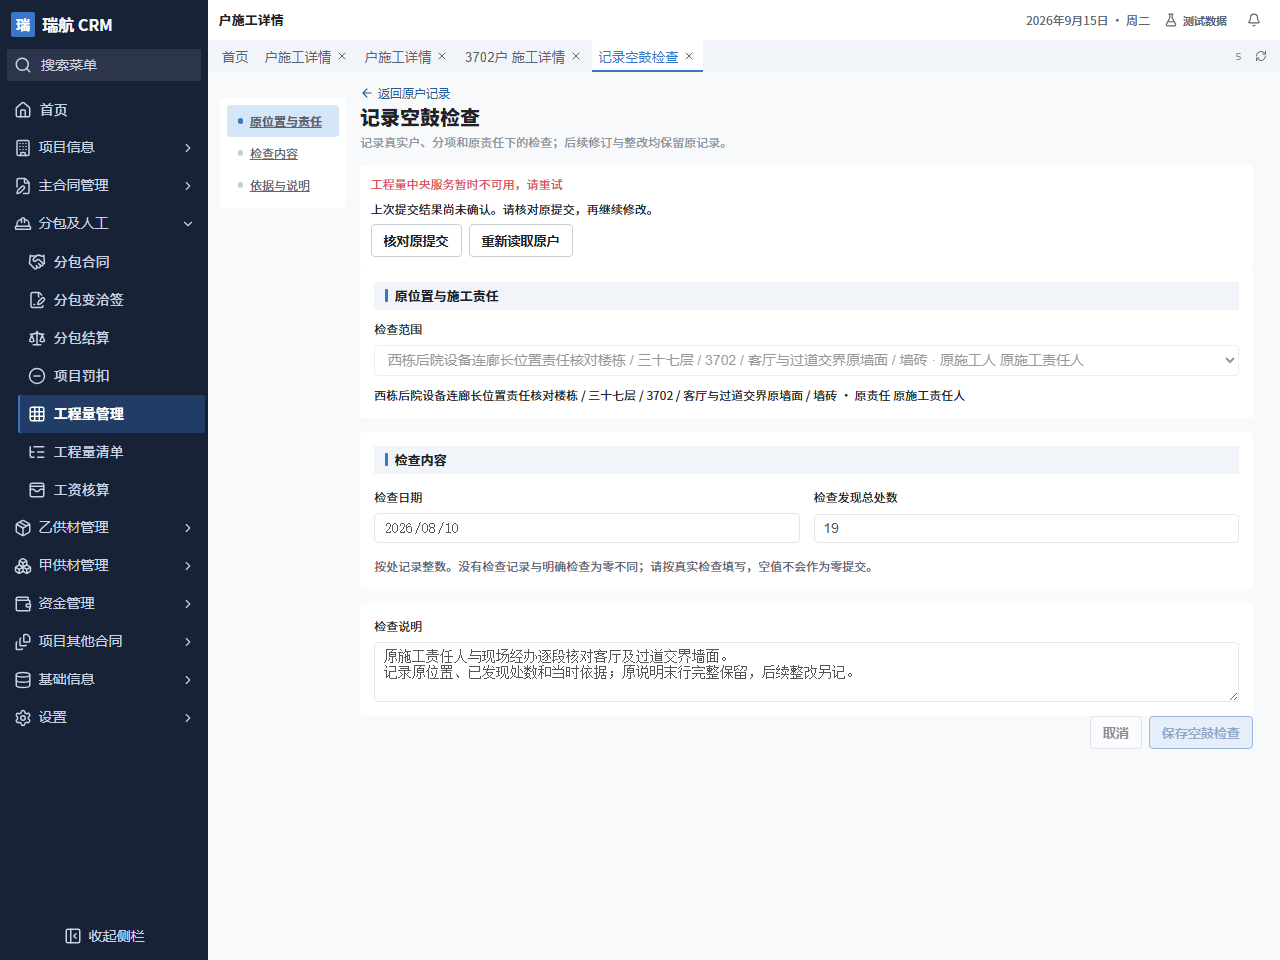 瑞 瑞航 CRM
搜索菜单
首页
项目信息
主合同管理
分包及人工
分包合同
分包变洽签
分包结算
项目罚扣
工程量管理
工程量清单
工资核算
乙供材管理
甲供材管理
资金管理
项目其他合同
基础信息
设置
收起侧栏
户施工详情
2026年9月15日 · 周二 测试数据
首页 户施工详情 户施工详情 3702户 施工详情 记录空鼓检查 5
原位置与责任
检查内容
依据与说明
返回原户记录
记录空鼓检查
记录真实户、分项和原责任下的检查；后续修订与整改均保留原记录。
工程量中央服务暂时不可用，请重试
上次提交结果尚未确认。请核对原提交，再继续修改。
核对原提交 重新读取原户
原位置与施工责任
检查范围
西栋后院设备连廊长位置责任核对楼栋 / 三十七层 / 3702 / 客厅与过道交界原墙面 / 墙砖 · 原施工人 原施工责任人
西栋后院设备连廊长位置责任核对楼栋 / 三十七层 / 3702 / 客厅与过道交界原墙面 / 墙砖 · 原责任 原施工责任人
检查内容
检查日期 检查发现总处数
2026/08/10 19
按处记录整数。没有检查记录与明确检查为零不同；请按真实检查填写，空值不会作为零提交。
检查说明
原施工责任人与现场经办逐段核对客厅及过道交界墙面。
记录原位置、已发现处数和当时依据；原说明末行完整保留，后续整改另记。
取消 保存空鼓检查